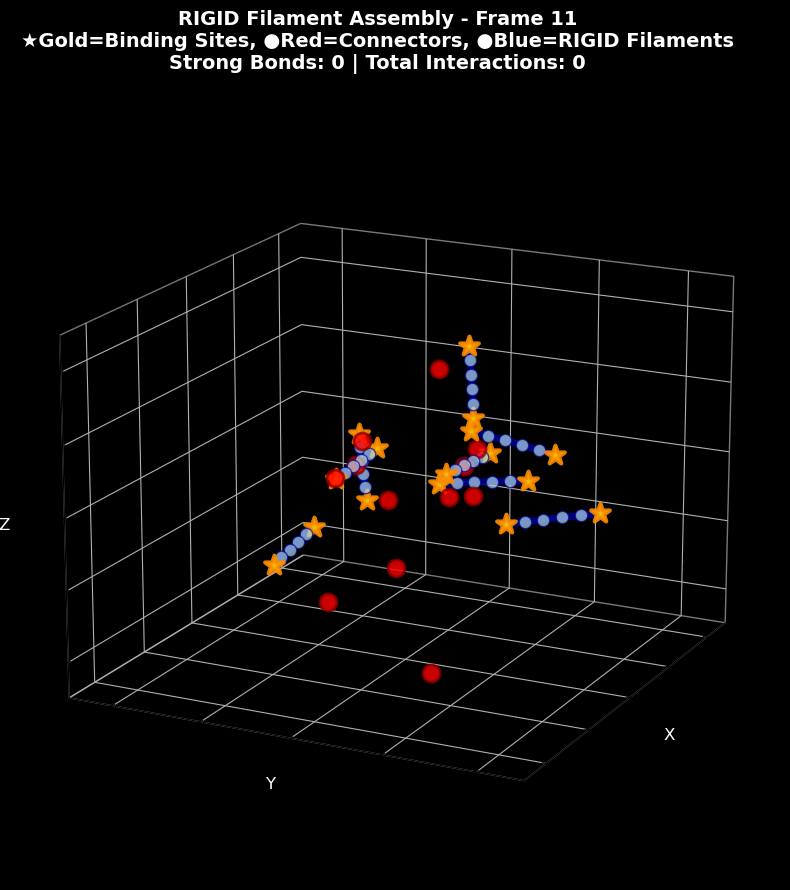 RIGID Filament Assembly - Frame 11
★Gold=Binding Sites, ●Red=Connectors, ●Blue=RIGID Filaments
Strong Bonds: 0 | Total Interactions: 0
Z
X
Y